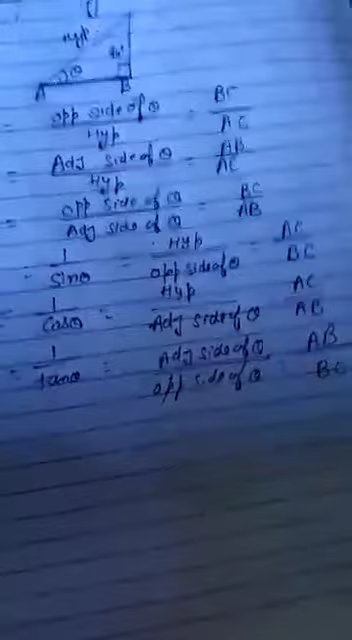 Hyp
90°
θ
A B
= opp side of θ / Hyp = BC / AC
= Adj side of θ / Hyp = AB / AC
= opp side of θ / Adj side of θ = BC / AB
= 1 / Sinθ = Hyp / opp side of θ = AC / BC
= 1 / Cosθ = Hyp / Adj side of θ AC / AB
= 1 / tanθ = Adj side of θ / opp side of θ AB / BC